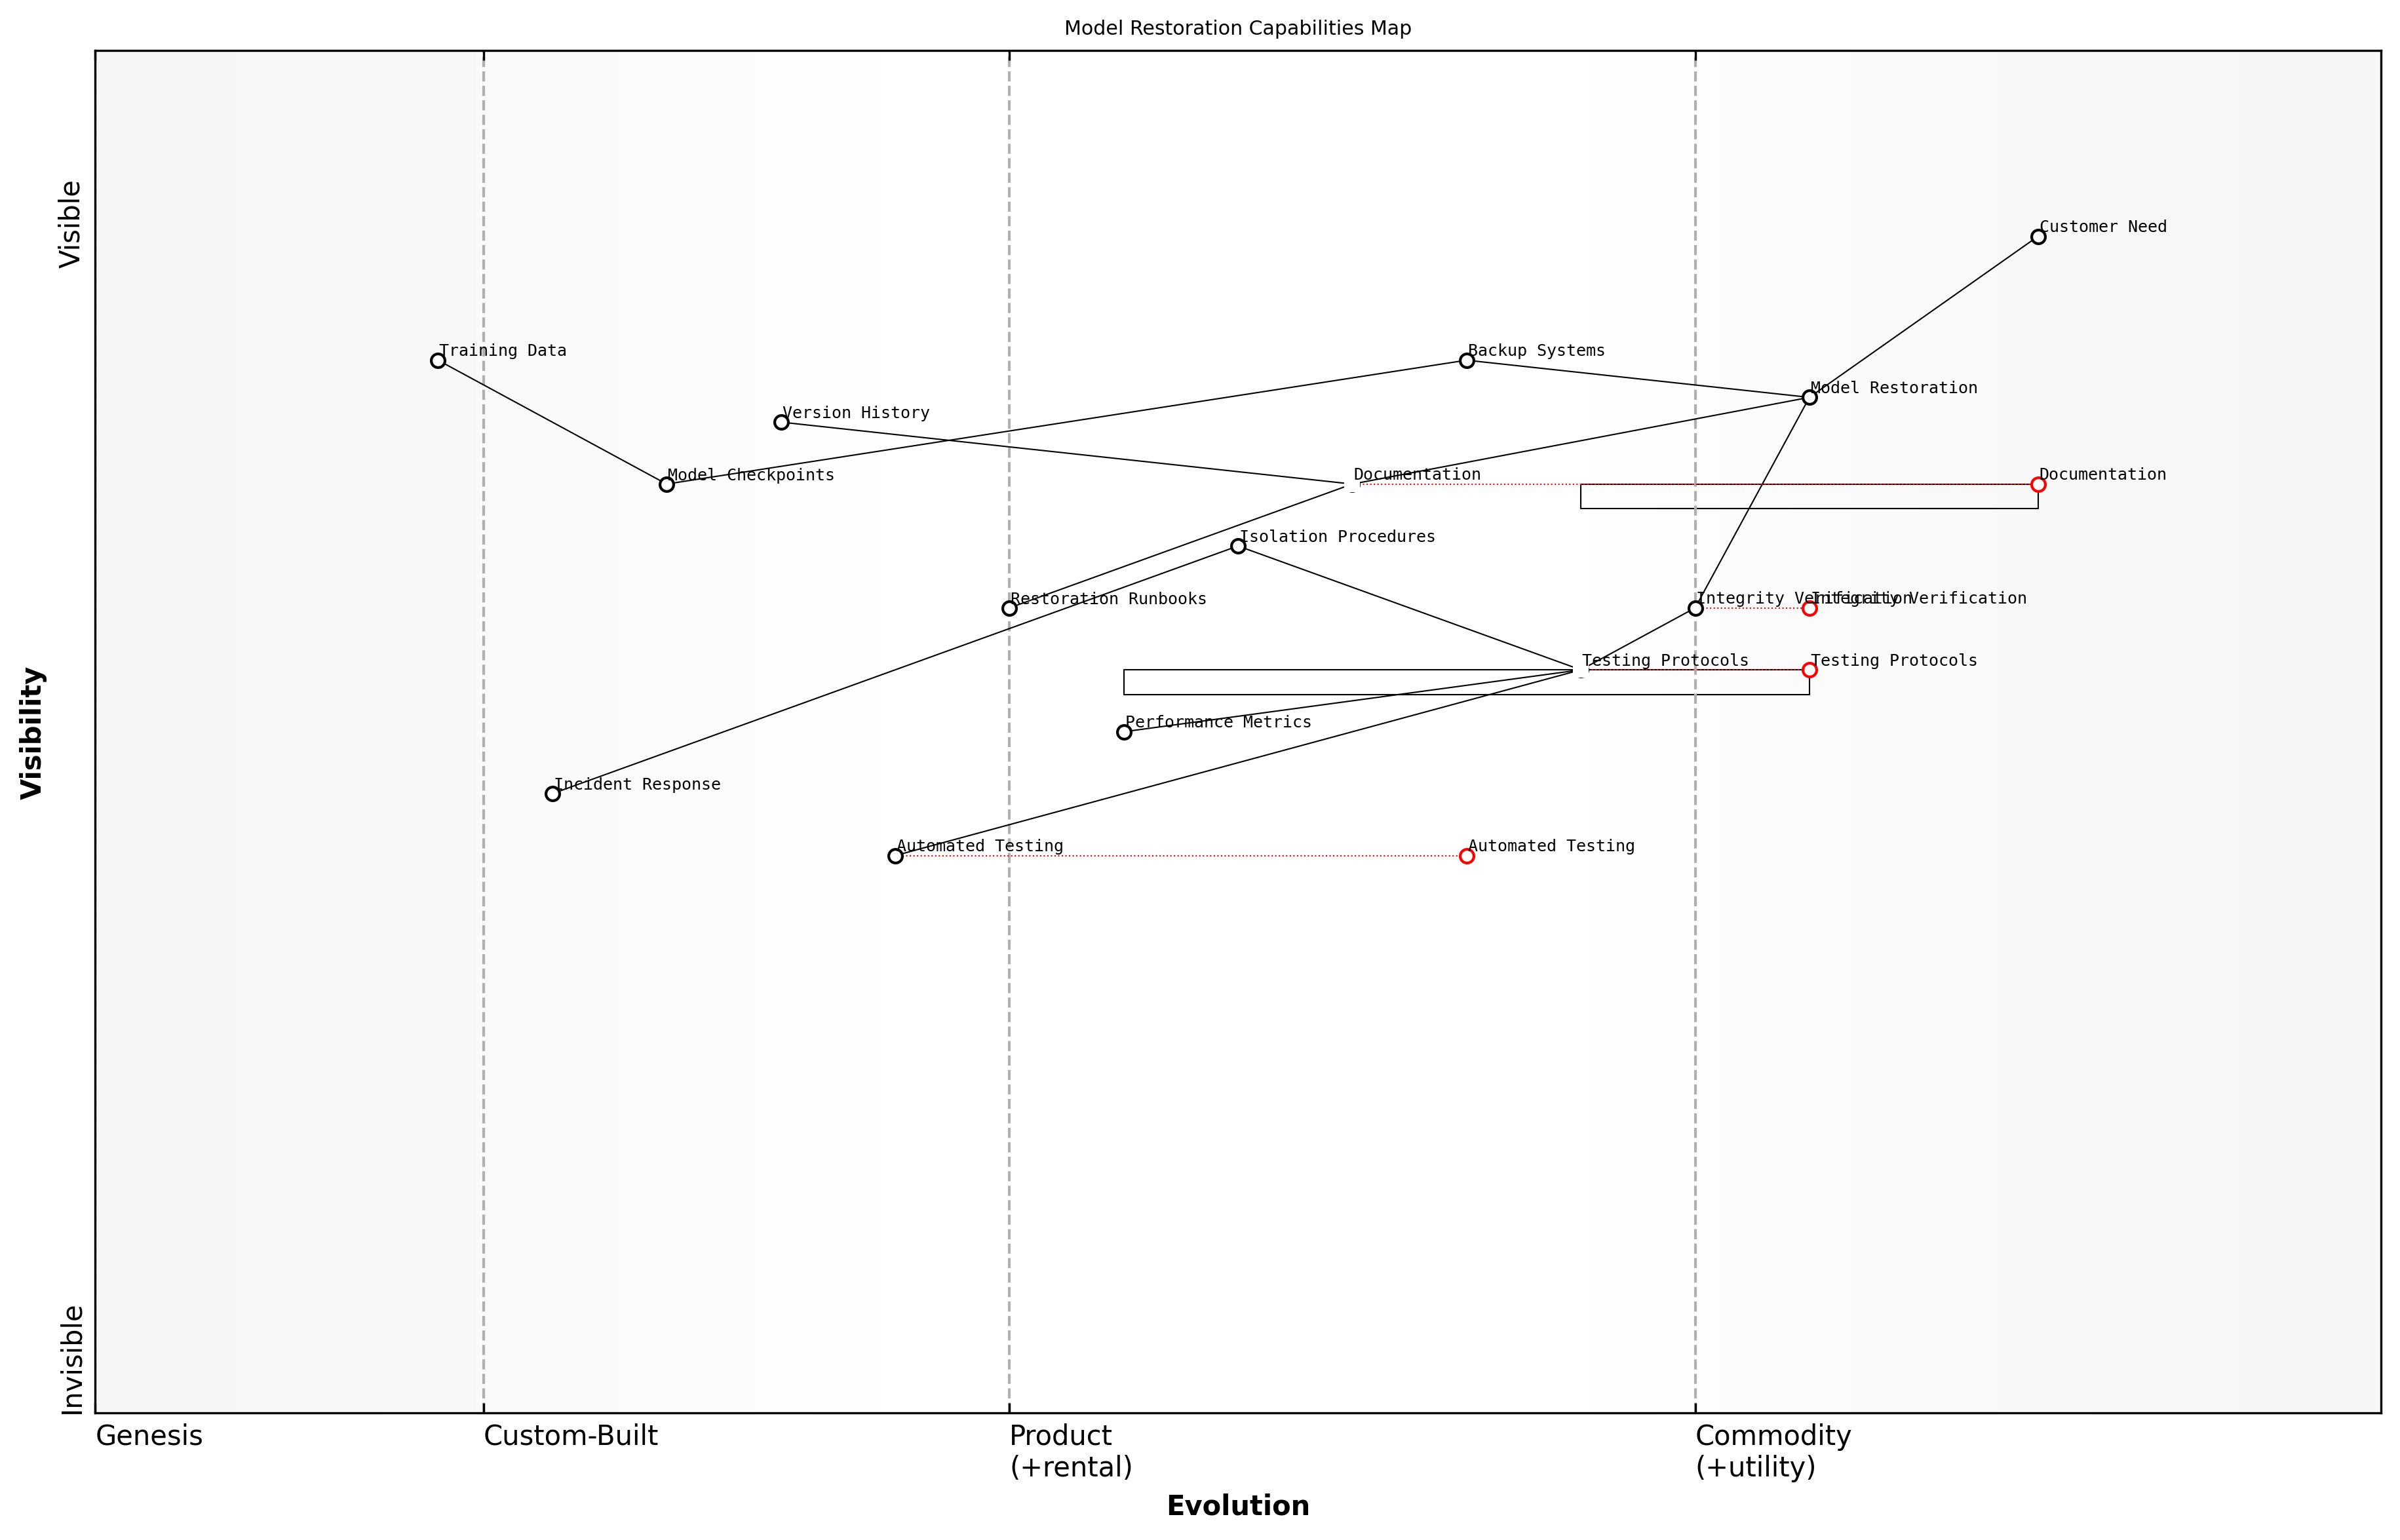 Model Restoration Capabilities Map
Visible
Customer Need
Training Data
Backup Systems
Model Restoration
Version History
Model Checkpoints
Documentation
Documentation
Isolation Procedures
Restoration Runbooks
Integrity Verification
Integrity Verification
Testing Protocols
Testing Protocols
Performance Metrics
Incident Response
Automated Testing
Automated Testing
Visibility
Invisible
Genesis
Custom-Built
Product
(+rental)
Commodity
(+utility)
Evolution